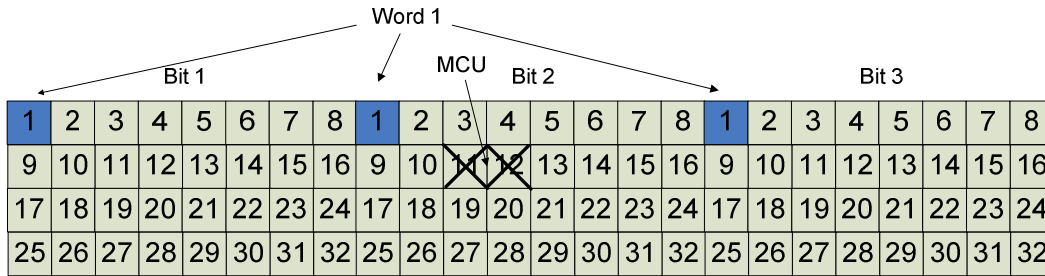 Word 1
MCU
Bit 1 Bit 2 Bit 3
1 2 3 4 5 6 7 8 1 2 3 4 5 6 7 8 1 2 3 4 5 6 7 8
9 10 11 12 13 14 15 16 9 10 11 12 13 14 15 16 9 10 11 12 13 14 15 16
17 18 19 20 21 22 23 24 17 18 19 20 21 22 23 24 17 18 19 20 21 22 23 24
25 26 27 28 29 30 31 32 25 26 27 28 29 30 31 32 25 26 27 28 29 30 31 32